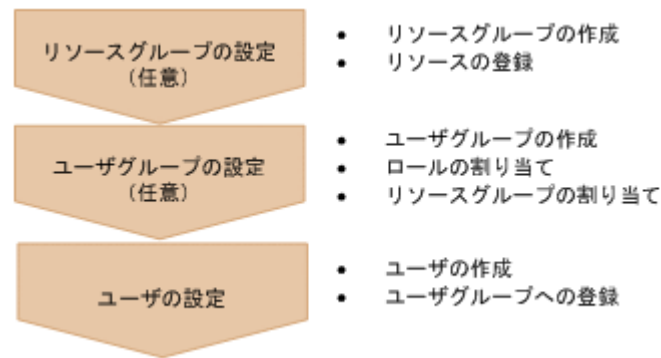 リソースグループの設定
(任意)
• リソースグループの作成
• リソースの登録
ユーザグループの設定
(任意)
• ユーザグループの作成
• ロールの割り当て
• リソースグループの割り当て
ユーザの設定
• ユーザの作成
• ユーザグループへの登録